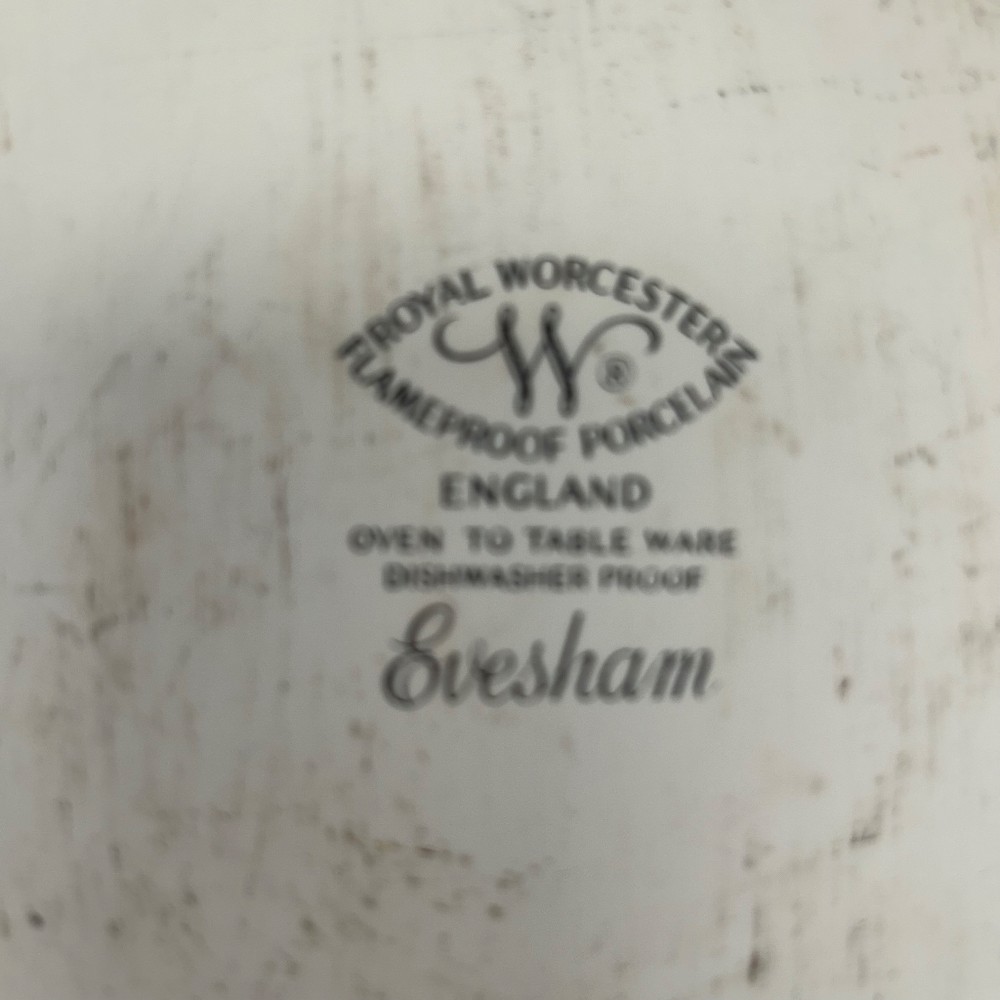 ROYAL WORCESTER
W®
FLAMEPROOF PORCELAIN
ENGLAND
OVEN TO TABLE WARE
DISHWASHER PROOF
Evesham